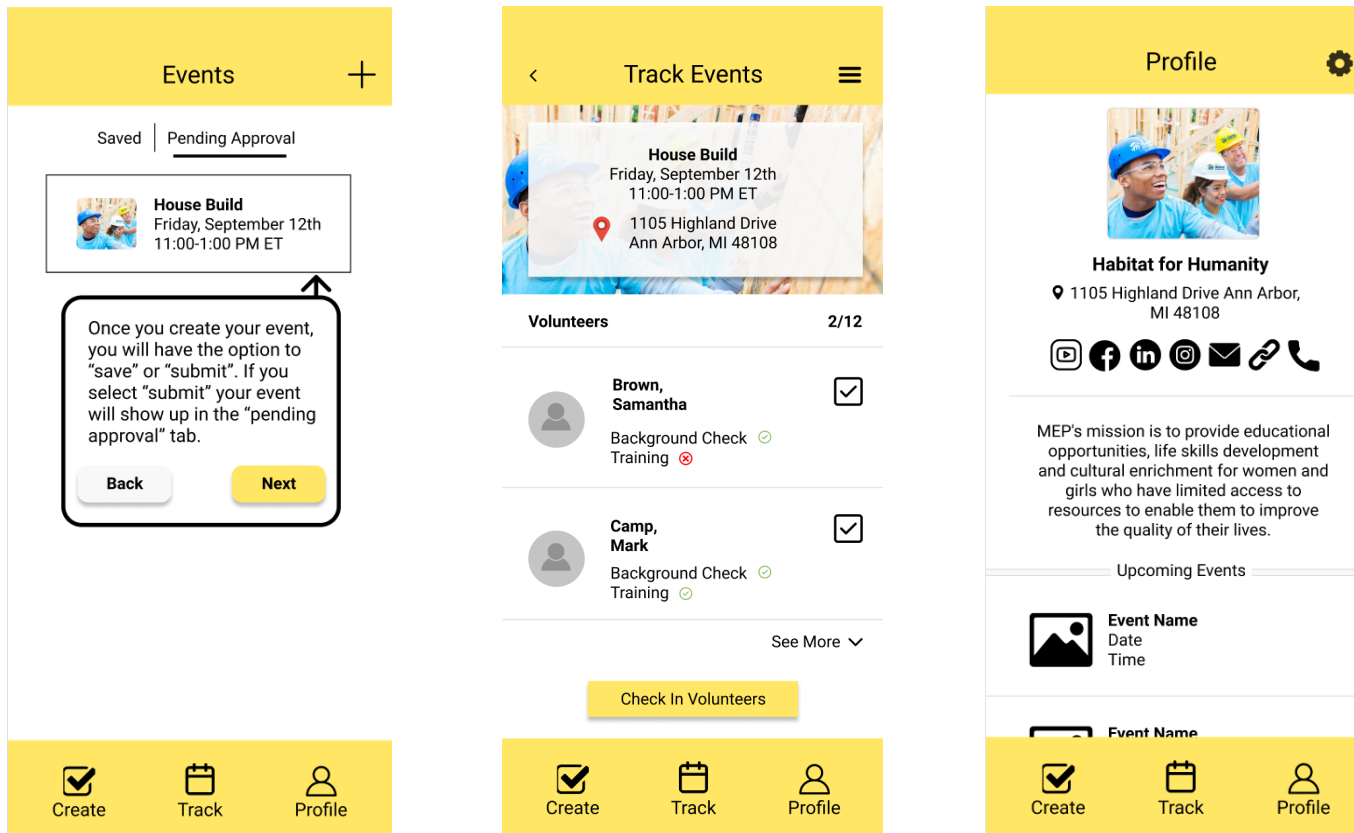 Events
Saved
Pending Approval
House Build
Friday, September 12th
11:00-1:00 PM ET
Once you create your event,
you will have the option to
“save” or “submit”. If you
select “submit” your event
will show up in the “pending
approval” tab.
Back
Next
Create
Track
Profile
Track Events
House Build
Friday, September 12th
11:00-1:00 PM ET
1105 Highland Drive
Ann Arbor, MI 48108
Volunteers
2/12
Brown,
Samantha
Background Check
Training
Camp,
Mark
Background Check
Training
See More
Check In Volunteers
Create
Track
Profile
Profile
Habitat for Humanity
1105 Highland Drive Ann Arbor,
MI 48108
MEP's mission is to provide educational
opportunities, life skills development
and cultural enrichment for women and
girls who have limited access to
resources to enable them to improve
the quality of their lives.
Upcoming Events
Event Name
Date
Time
Event Name
Create
Track
Profile